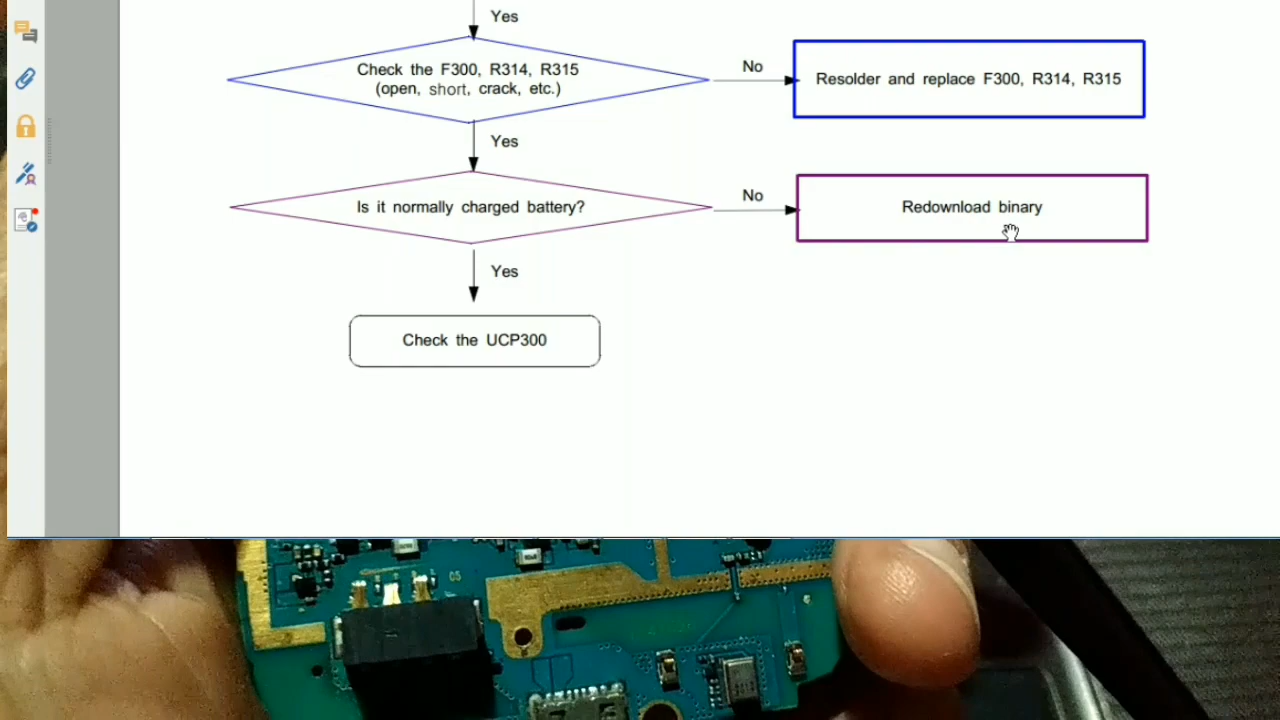 Yes
Check the F300, R314, R315
(open, short, crack, etc.)
No
Resolder and replace F300, R314, R315
Yes
Is it normally charged battery?
No
Redownload binary
Yes
Check the UCP300